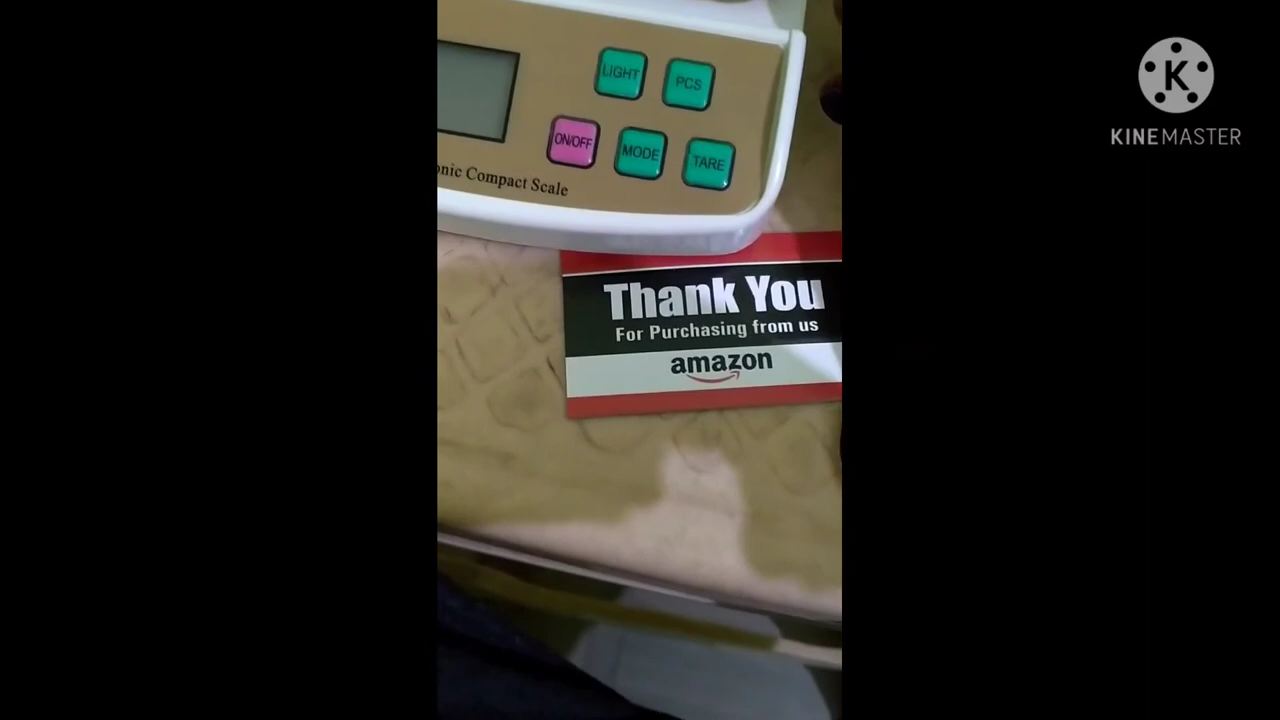 LIGHT
PCS
ON/OFF
MODE
TARE
onic Compact Scale
Thank You
For Purchasing from us
amazon
K
KINEMASTER